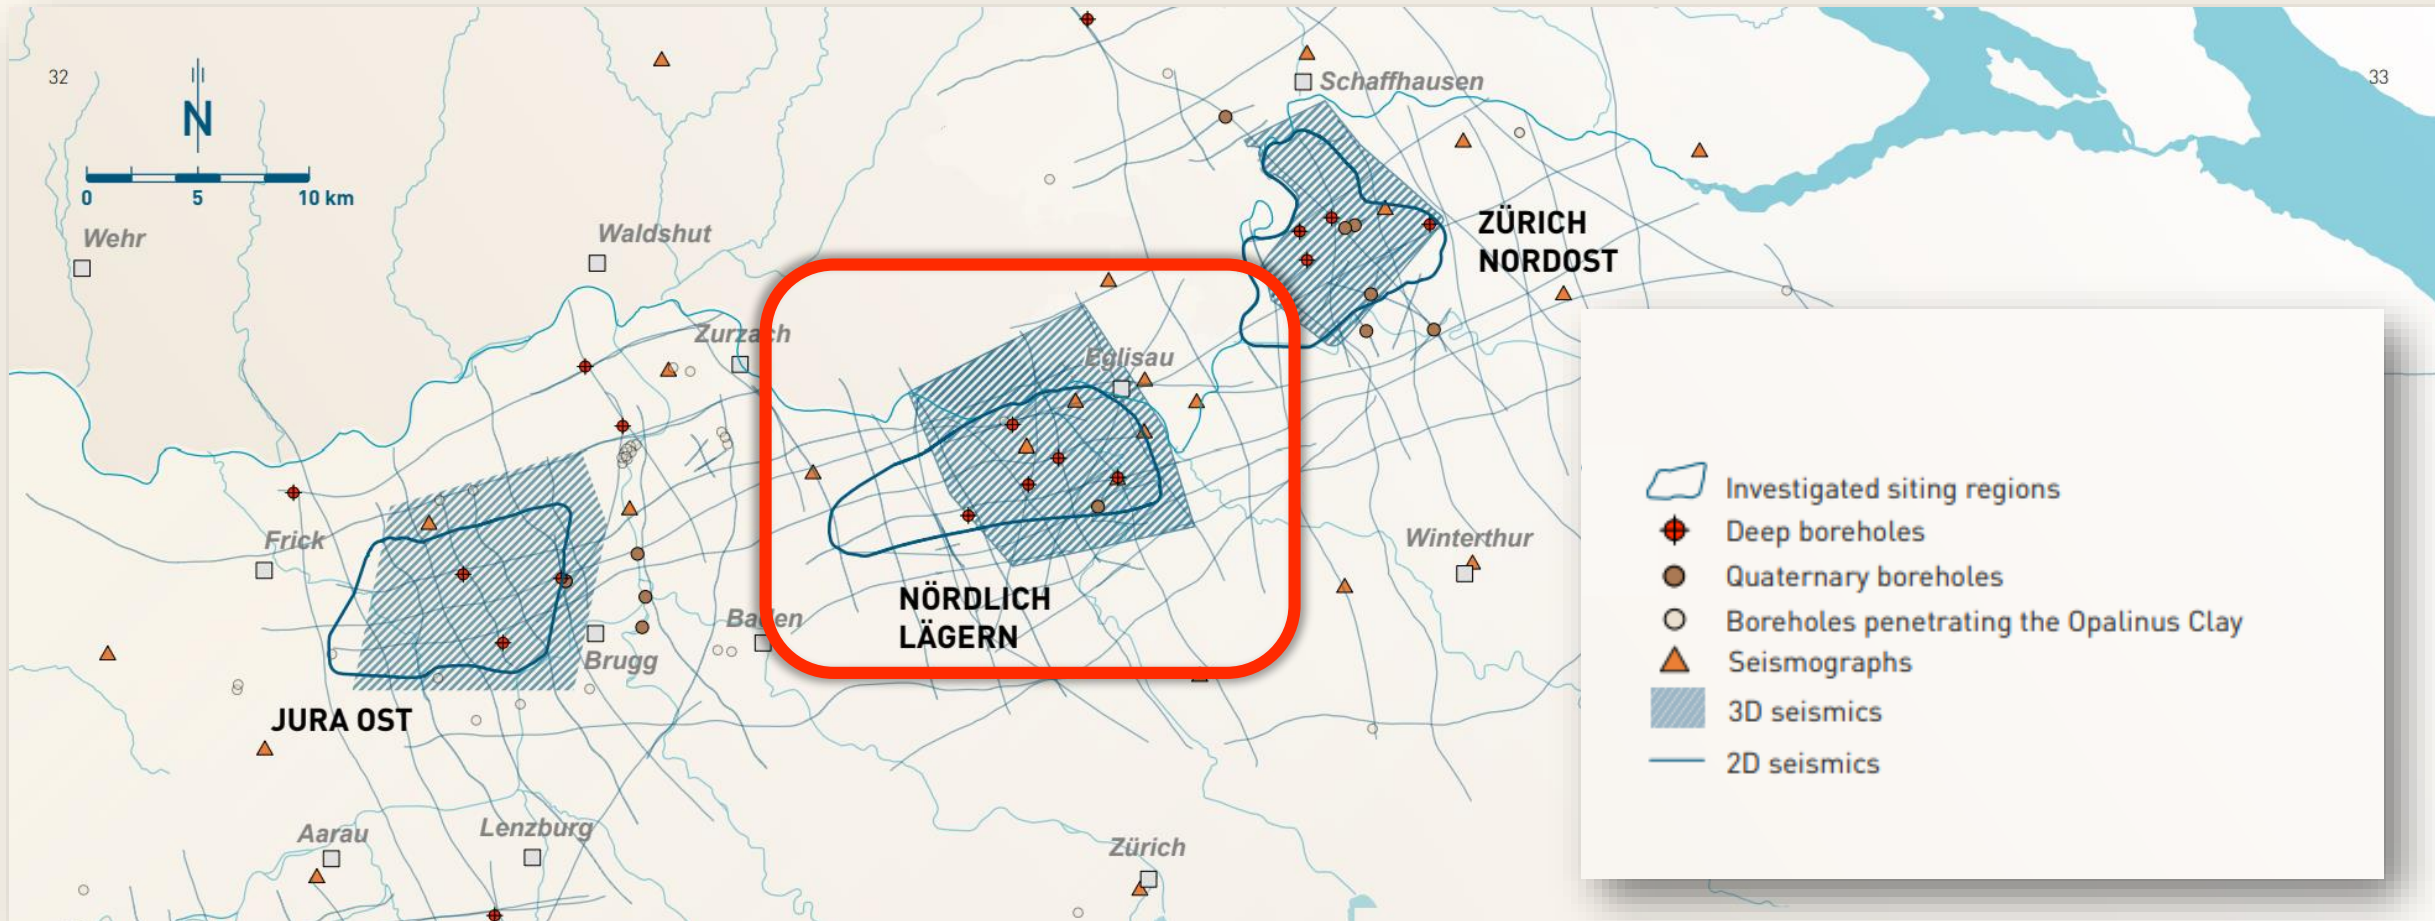 32
33
N
0 5 10 km
Schaffhausen
Wehr
Waldshut
ZÜRICH
NORDOST
Zurzach
Eglisau
Frick
Winterthur
NÖRDLICH
LÄGERN
Baden
Brugg
JURA OST
Aarau
Lenzburg
Zürich
Investigated siting regions
Deep boreholes
Quaternary boreholes
Boreholes penetrating the Opalinus Clay
Seismographs
3D seismics
2D seismics